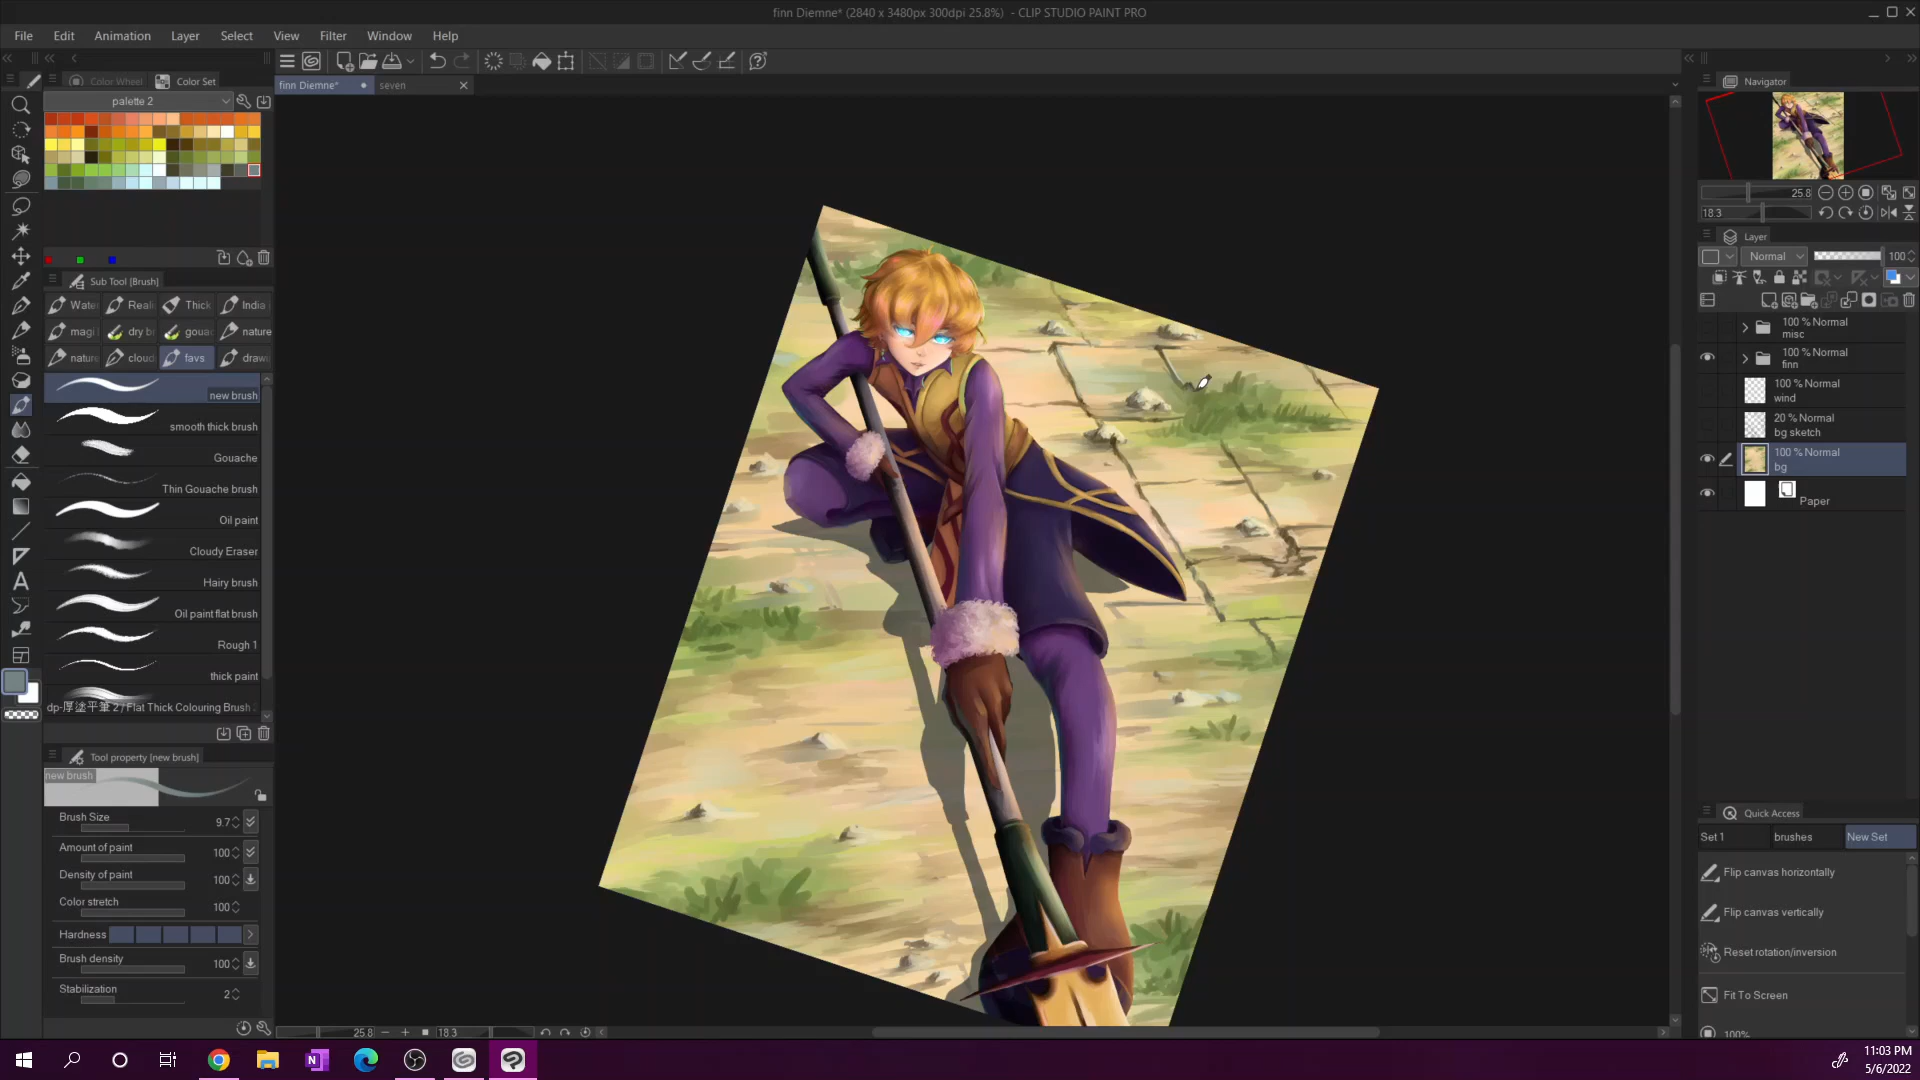 finn Diemne* (2840 x 3480px 300dpi 25.8%) - CLIP STUDIO PAINT PRO
File Edit Animation Layer Select View Filter Window Help
finn Diemne* seven
Color Wheel Color Set
palette 2
Sub Tool [Brush]
Water Reali Thick India
magi dry b goua nature
nature cloud favs draw
new brush
smooth thick brush
Gouache
Thin Gouache brush
Oil paint
Cloudy Eraser
Hairy brush
Oil paint flat brush
Rough 1
thick paint
dp-厚塗平筆 2 / Flat Thick Colouring Brush
Tool property [new brush]
new brush
Brush Size 9.7
Amount of paint 100
Density of paint 100
Color stretch 100
Hardness
Brush density 100
Stabilization 2
25.8 18.3
Navigator
25.8
18.3
Layer
Normal 100
100 % Normal
misc
100 % Normal
finn
100 % Normal
wind
20 % Normal
bg sketch
100 % Normal
bg
Paper
Quick Access
Set 1 brushes New Set
Flip canvas horizontally
Flip canvas vertically
Reset rotation/inversion
Fit To Screen
100%
11:03 PM
5/6/2022